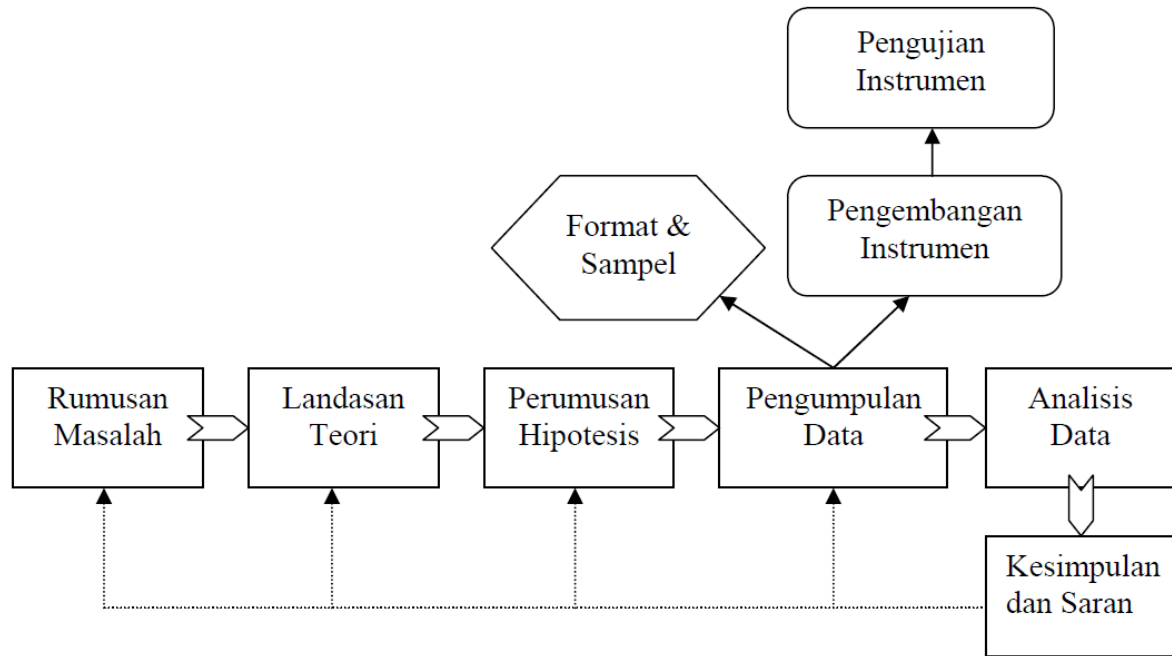 Pengujian
Instrumen
Format &
Sampel
Pengembangan
Instrumen
Rumusan
Masalah
Landasan
Teori
Perumusan
Hipotesis
Pengumpulan
Data
Analisis
Data
Kesimpulan
dan Saran